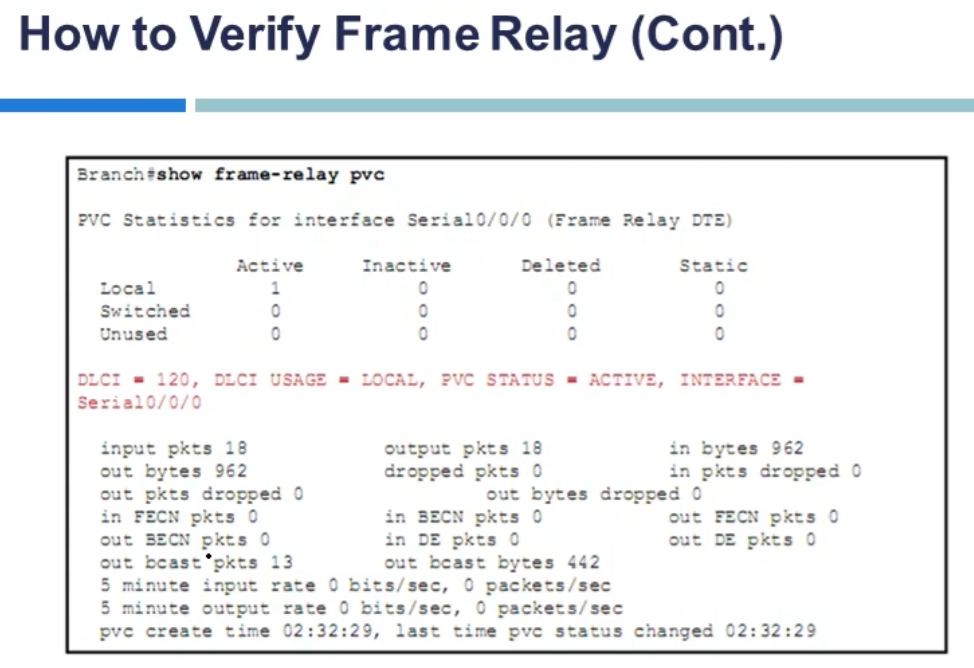 How to Verify Frame Relay (Cont.)
Branch#show frame-relay pvc
PVC Statistics for interface Serial0/0/0 (Frame Relay DTE)
Active Inactive Deleted Static
Local 1 0 0 0
Switched 0 0 0 0
Unused 0 0 0 0
DLCI = 120, DLCI USAGE = LOCAL, PVC STATUS = ACTIVE, INTERFACE =
Serial0/0/0
input pkts 18 output pkts 18 in bytes 962
out bytes 962 dropped pkts 0 in pkts dropped 0
out pkts dropped 0 out bytes dropped 0
in FECN pkts 0 in BECN pkts 0 out FECN pkts 0
out BECN pkts 0 in DE pkts 0 out DE pkts 0
out bcast pkts 13 out bcast bytes 442
5 minute input rate 0 bits/sec, 0 packets/sec
5 minute output rate 0 bits/sec, 0 packets/sec
pvc create time 02:32:29, last time pvc status changed 02:32:29